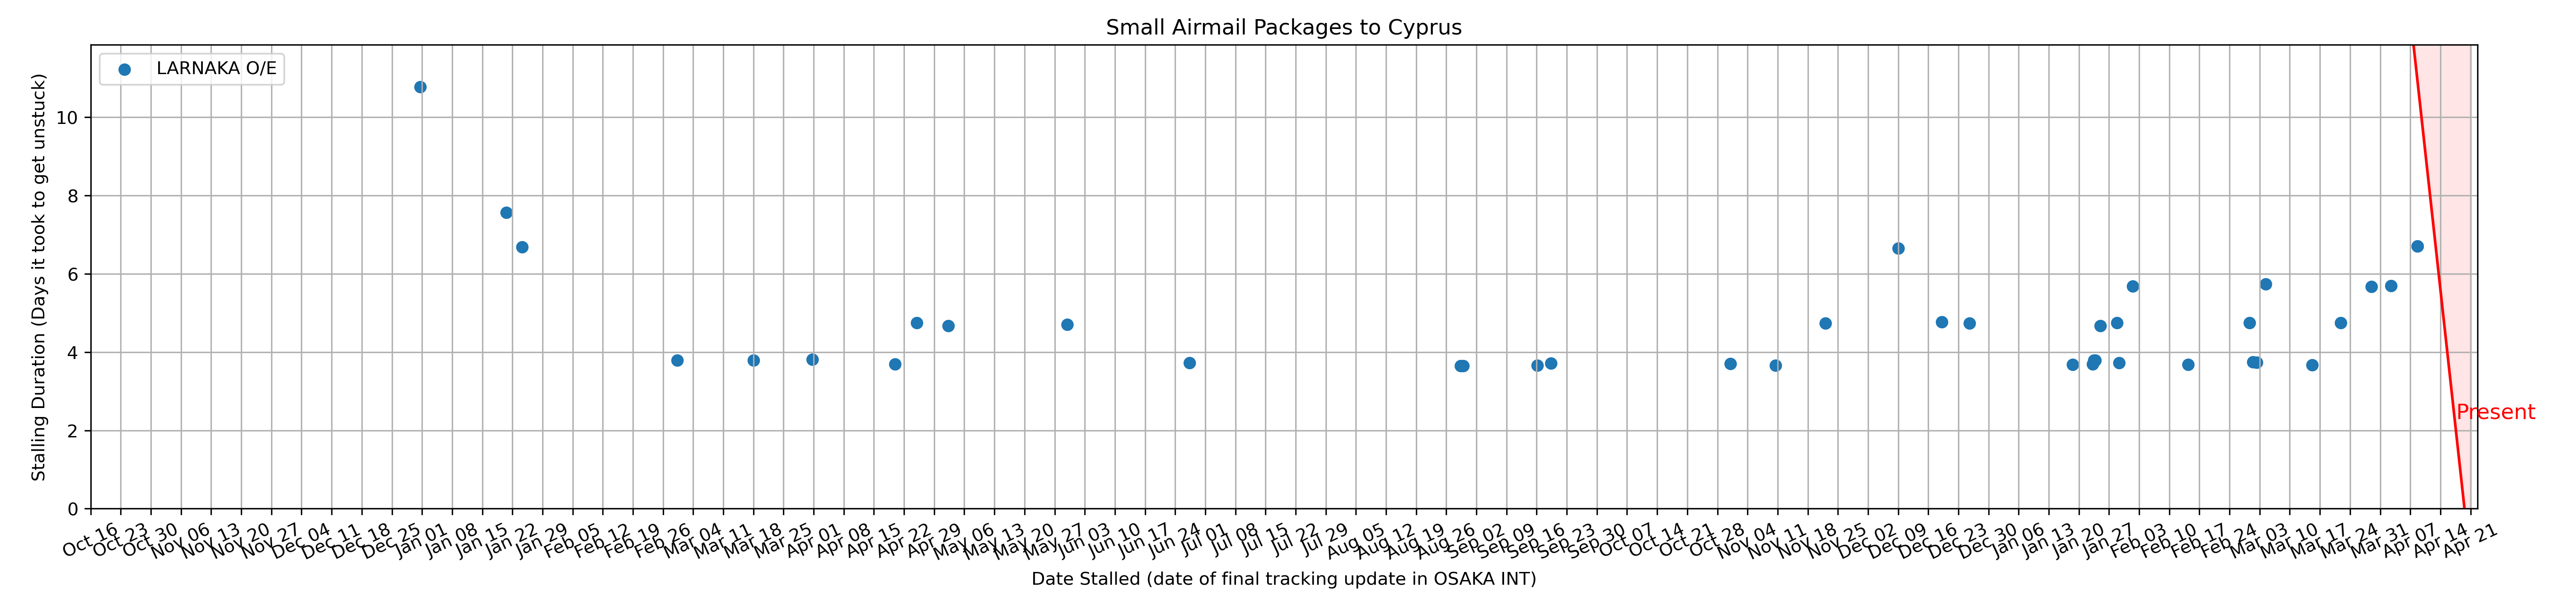 Small Airmail Packages to Cyprus
LARNAKA O/E
Stalling Duration (Days it took to get unstuck)
10
8
6
4
2
0
Present
Oct 16
Oct 23
Oct 30
Nov 06
Nov 13
Nov 20
Nov 27
Dec 04
Dec 11
Dec 18
Dec 25
Jan 01
Jan 08
Jan 15
Jan 22
Jan 29
Feb 05
Feb 12
Feb 19
Feb 26
Mar 04
Mar 11
Mar 18
Mar 25
Apr 01
Apr 08
Apr 15
Apr 22
Apr 29
May 06
May 13
May 20
May 27
Jun 03
Jun 10
Jun 17
Jun 24
Jul 01
Jul 08
Jul 15
Jul 22
Jul 29
Aug 05
Aug 12
Aug 19
Aug 26
Sep 02
Sep 09
Sep 16
Sep 23
Sep 30
Oct 07
Oct 14
Oct 21
Oct 28
Nov 04
Nov 11
Nov 18
Nov 25
Dec 02
Dec 09
Dec 16
Dec 23
Dec 30
Jan 06
Jan 13
Jan 20
Jan 27
Feb 03
Feb 10
Feb 17
Feb 24
Mar 03
Mar 10
Mar 17
Mar 24
Mar 31
Apr 07
Apr 14
Apr 21
Date Stalled (date of final tracking update in OSAKA INT)